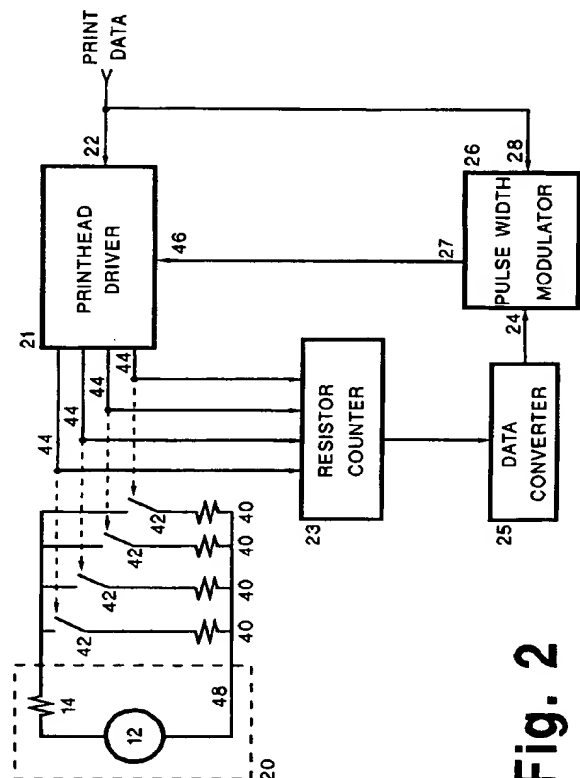 PRINT
DATA
22
21
PRINTHEAD
DRIVER
46
44
44
44
44
26
28
PULSE WIDTH
MODULATOR
27
24
RESISTOR
COUNTER
23
DATA
CONVERTER
25
42
42
42
42
40
40
40
40
14
12
48
20
Fig. 2